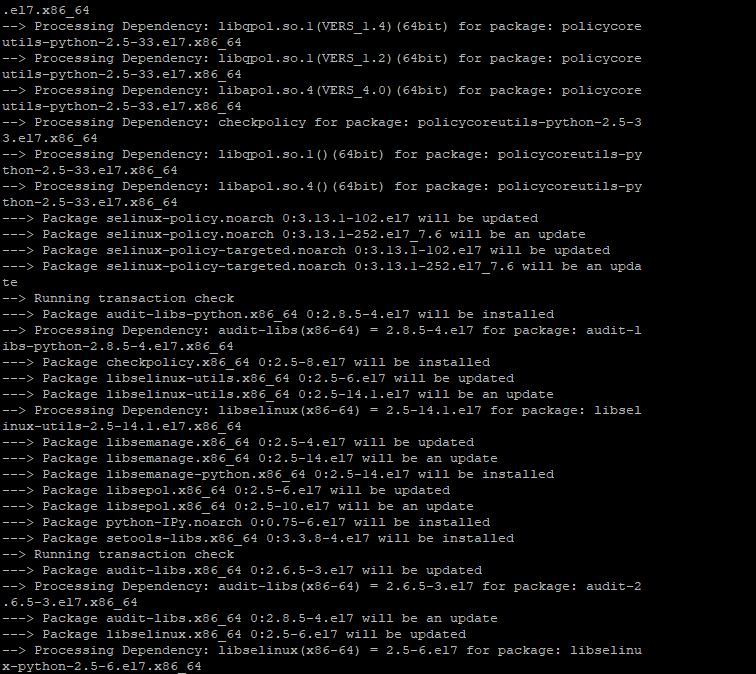 .el7.x86_64
--> Processing Dependency: libqpol.so.1(VERS_1.4)(64bit) for package: policycore
utils-python-2.5-33.el7.x86_64
--> Processing Dependency: libqpol.so.1(VERS_1.2)(64bit) for package: policycore
utils-python-2.5-33.el7.x86_64
--> Processing Dependency: libapol.so.4(VERS_4.0)(64bit) for package: policycore
utils-python-2.5-33.el7.x86_64
--> Processing Dependency: checkpolicy for package: policycoreutils-python-2.5-3
3.el7.x86_64
--> Processing Dependency: libqpol.so.1()(64bit) for package: policycoreutils-py
thon-2.5-33.el7.x86_64
--> Processing Dependency: libapol.so.4()(64bit) for package: policycoreutils-py
thon-2.5-33.el7.x86_64
---> Package selinux-policy.noarch 0:3.13.1-102.el7 will be updated
---> Package selinux-policy.noarch 0:3.13.1-252.el7_7.6 will be an update
---> Package selinux-policy-targeted.noarch 0:3.13.1-102.el7 will be updated
---> Package selinux-policy-targeted.noarch 0:3.13.1-252.el7_7.6 will be an upda
te
--> Running transaction check
---> Package audit-libs-python.x86_64 0:2.8.5-4.el7 will be installed
--> Processing Dependency: audit-libs(x86-64) = 2.8.5-4.el7 for package: audit-l
ibs-python-2.8.5-4.el7.x86_64
---> Package checkpolicy.x86_64 0:2.5-8.el7 will be installed
---> Package libselinux-utils.x86_64 0:2.5-6.el7 will be updated
---> Package libselinux-utils.x86_64 0:2.5-14.1.el7 will be an update
--> Processing Dependency: libselinux(x86-64) = 2.5-14.1.el7 for package: libsel
inux-utils-2.5-14.1.el7.x86_64
---> Package libsemanage.x86_64 0:2.5-4.el7 will be updated
---> Package libsemanage.x86_64 0:2.5-14.el7 will be an update
---> Package libsemanage-python.x86_64 0:2.5-14.el7 will be installed
---> Package libsepol.x86_64 0:2.5-6.el7 will be updated
---> Package libsepol.x86_64 0:2.5-10.el7 will be an update
---> Package python-IPy.noarch 0:0.75-6.el7 will be installed
---> Package setools-libs.x86_64 0:3.3.8-4.el7 will be installed
--> Running transaction check
---> Package audit-libs.x86_64 0:2.6.5-3.el7 will be updated
--> Processing Dependency: audit-libs(x86-64) = 2.6.5-3.el7 for package: audit-2
.6.5-3.el7.x86_64
---> Package audit-libs.x86_64 0:2.8.5-4.el7 will be an update
---> Package libselinux.x86_64 0:2.5-6.el7 will be updated
--> Processing Dependency: libselinux(x86-64) = 2.5-6.el7 for package: libselinu
x-python-2.5-6.el7.x86_64